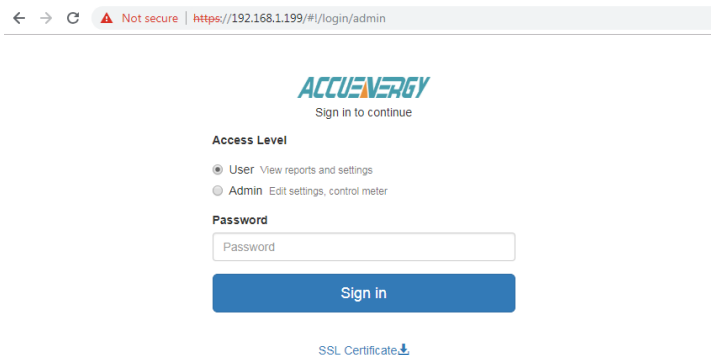 Not secure | https://192.168.1.199/#!/login/admin
ACCUENERGY
Sign in to continue
Access Level
User View reports and settings
Admin Edit settings, control meter
Password
Password
Sign in
SSL Certificate